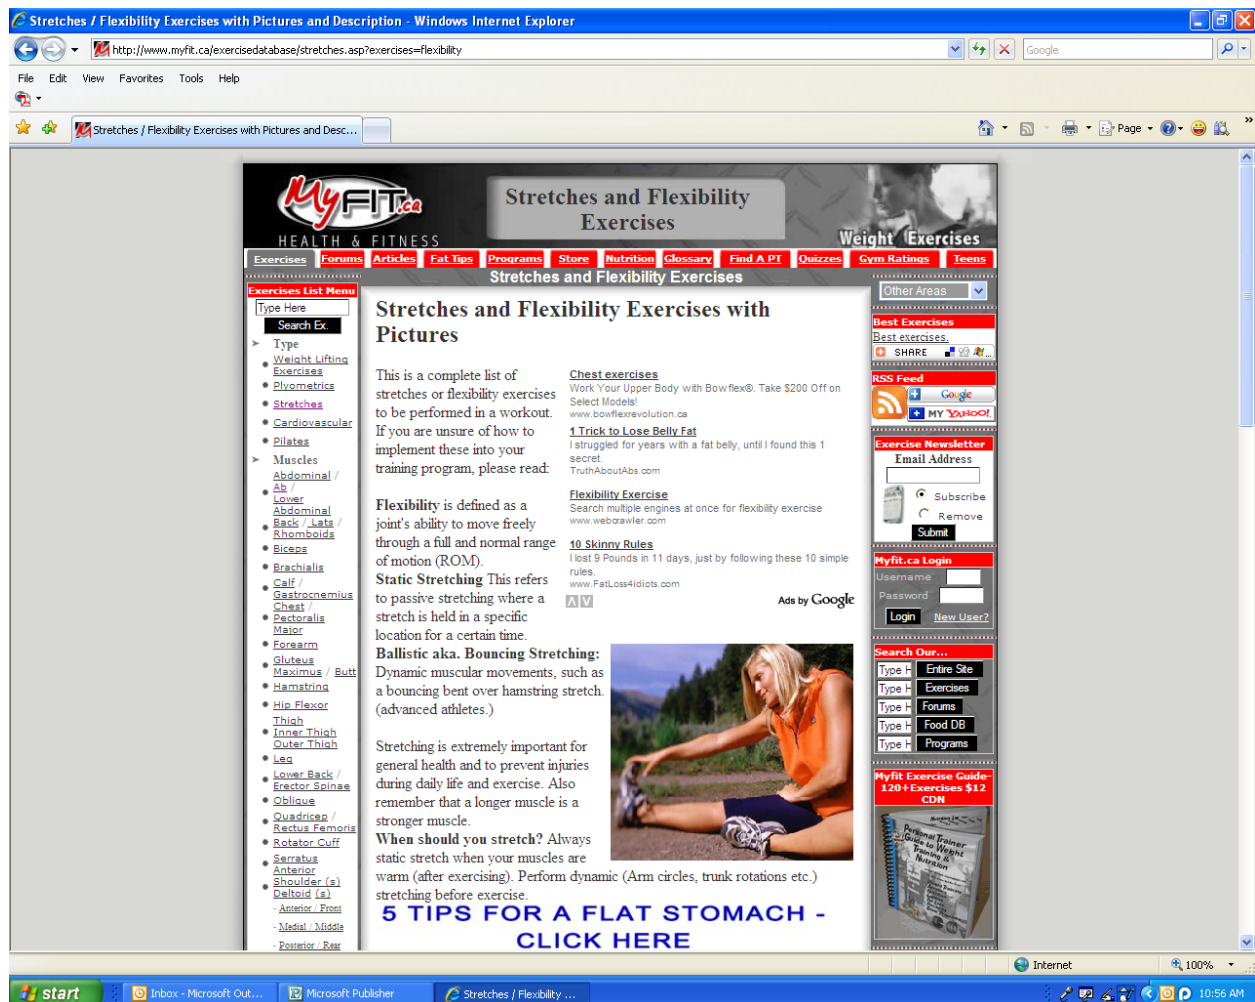 Stretches / Flexibility Exercises with Pictures and Description - Windows Internet Explorer
http://www.myfit.ca/exercisedatabase/stretches.asp?exercises=flexibility
Google
File Edit View Favorites Tools Help
Stretches / Flexibility Exercises with Pictures and Desc...
Page
MyFIT.ca
HEALTH & FITNESS
Stretches and Flexibility
Exercises
Weight Exercises
Exercises Forums Articles Fat Tips Programs Store Nutrition Glossary Find A PT Quizzes Gym Ratings Teens
Stretches and Flexibility Exercises
Exercises List Menu
Type Here
Search Ex.
Type
Weight Lifting
Exercises
Plyometrics
Stretches
Cardiovascular
Pilates
Muscles
Abdominal /
Ab /
Lower
Abdominal
Back / Lats /
Rhomboids
Biceps
Brachialis
Calf /
Gastrocnemius
Chest /
Pectoralis
Major
Forearm
Gluteus
Maximus / Butt
Hamstring
Hip Flexor
Thigh
Inner Thigh
Outer Thigh
Leg
Lower Back /
Erector Spinae
Oblique
Quadricep /
Rectus Femoris
Rotator Cuff
Serratus
Anterior
Shoulder (s)
Deltoid (s)
- Anterior / Front
- Medial / Middle
- Posterior / Rear
Stretches and Flexibility Exercises with
Pictures
This is a complete list of
stretches or flexibility exercises
to be performed in a workout.
If you are unsure of how to
implement these into your
training program, please read:
Flexibility is defined as a
joint's ability to move freely
through a full and normal range
of motion (ROM).
Static Stretching This refers
to passive stretching where a
stretch is held in a specific
location for a certain time.
Ballistic aka. Bouncing Stretching:
Dynamic muscular movements, such as
a bouncing bent over hamstring stretch.
(advanced athletes.)
Stretching is extremely important for
general health and to prevent injuries
during daily life and exercise. Also
remember that a longer muscle is a
stronger muscle.
When should you stretch? Always
static stretch when your muscles are
warm (after exercising). Perform dynamic (Arm circles, trunk rotations etc.)
stretching before exercise.
5 TIPS FOR A FLAT STOMACH -
CLICK HERE
Chest exercises
Work Your Upper Body with Bowflex®. Take $200 Off on
Select Models!
www.bowflexrevolution.ca
1 Trick to Lose Belly Fat
I struggled for years with a fat belly, until I found this 1
secret.
TruthAboutAbs.com
Flexibility Exercise
Search multiple engines at once for flexibility exercise
www.webcrawler.com
10 Skinny Rules
I lost 9 Pounds in 11 days, just by following these 10 simple
rules.
www.FatLoss4Idiots.com
Ads by Google
Other Areas
Best Exercises
Best exercises.
SHARE
RSS Feed
Google
MY YAHOO!
Exercise Newsletter
Email Address
Subscribe
Remove
Submit
Myfit.ca Login
Username
Password
Login New User?
Search Our...
Type H Entire Site
Type H Exercises
Type H Forums
Type H Food DB
Type H Programs
Myfit Exercise Guide-
120+Exercises $12
CDN
Personal Trainer
Guide to Weight
Training &
Nutrition
Internet
100%
start
Inbox - Microsoft Out...
Microsoft Publisher
Stretches / Flexibility ...
10:56 AM